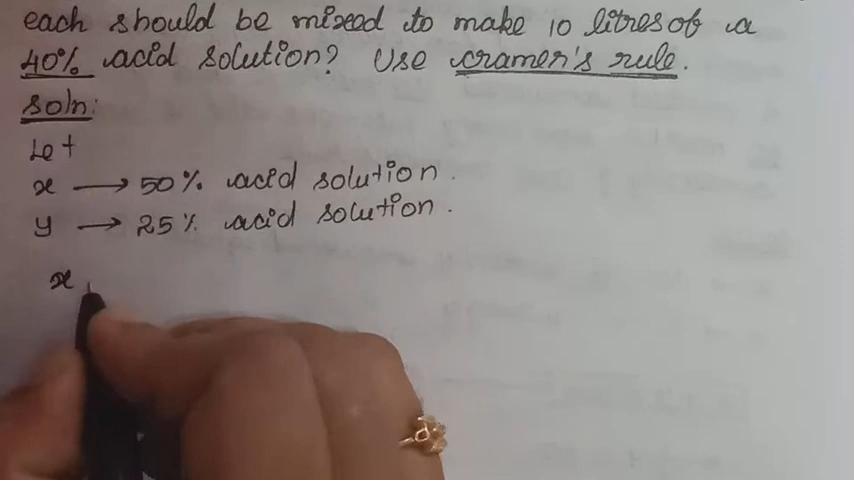 each should be mixed to make 10 litres of a
40% acid solution? Use cramer's rule.
Soln:
Let
x → 50% acid solution.
y → 25% acid solution.
x